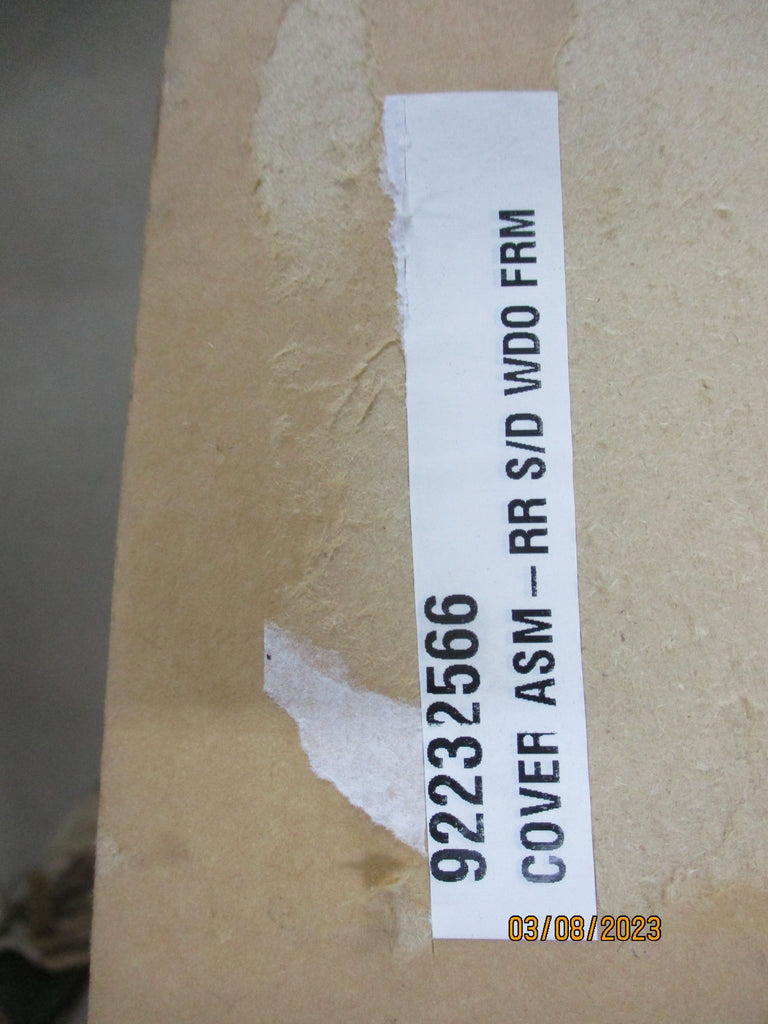 92232566
COVER ASM—RR S/D WDO FRM
03/08/2023